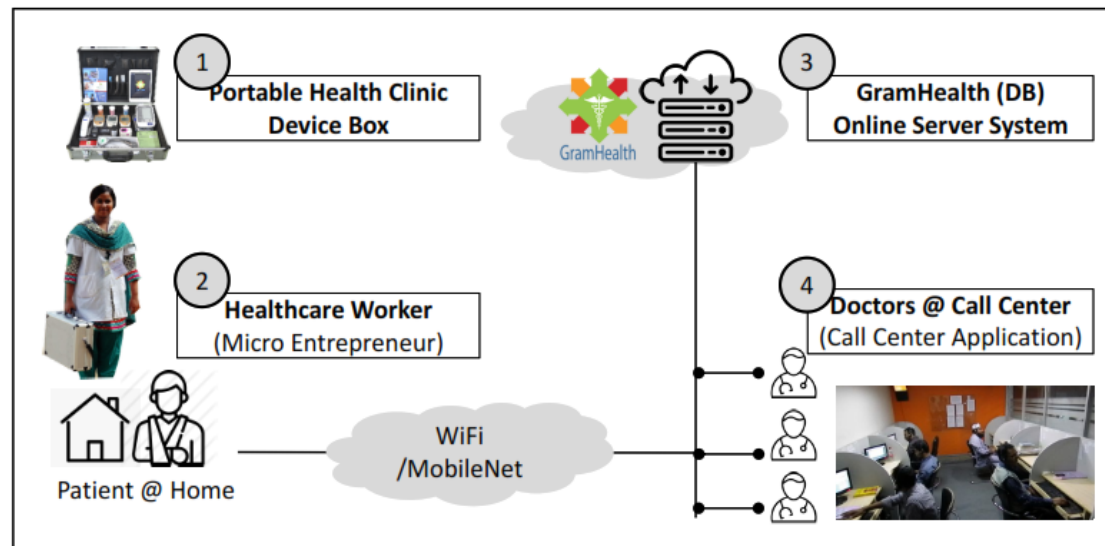 1
Portable Health Clinic
Device Box
GramHealth
3
GramHealth (DB)
Online Server System
2
Healthcare Worker
(Micro Entrepreneur)
4
Doctors @ Call Center
(Call Center Application)
WiFi
/MobileNet
Patient @ Home